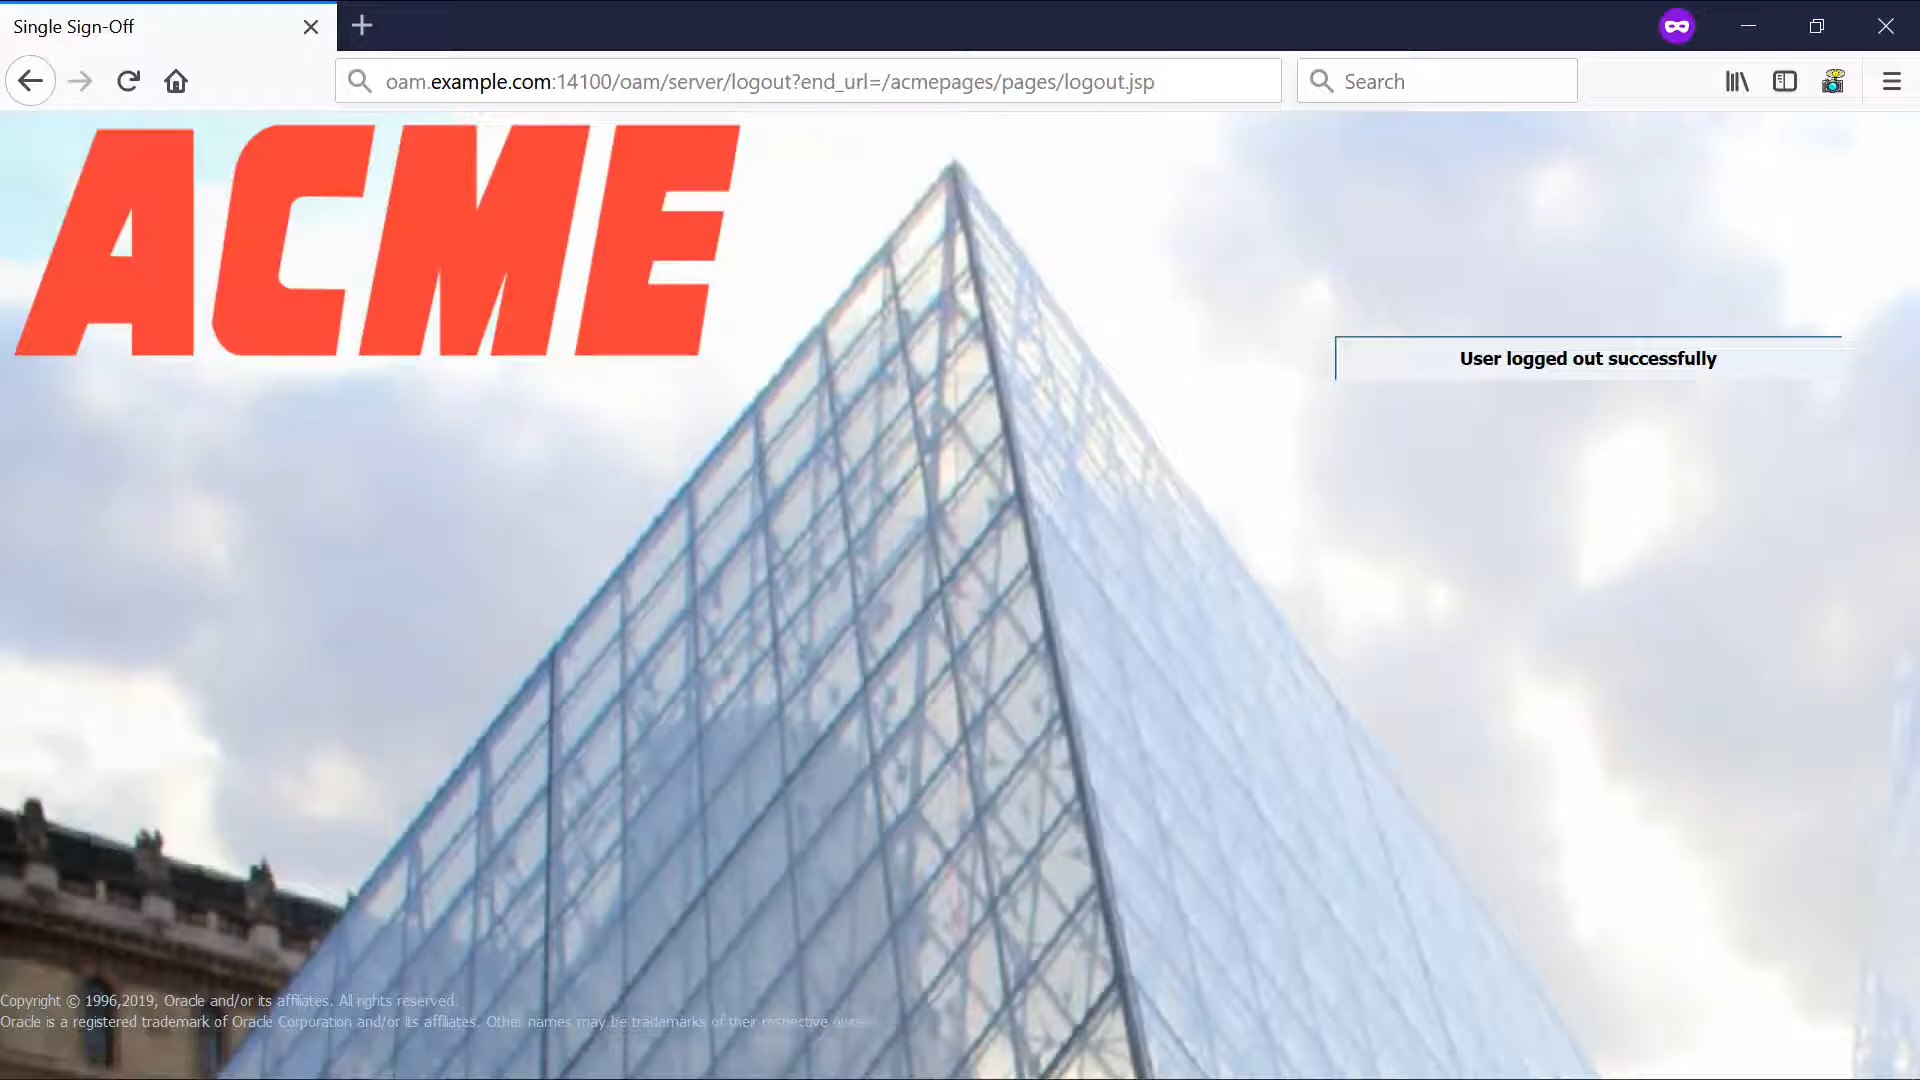 Single Sign-Off
oam.example.com:14100/oam/server/logout?end_url=/acmepages/pages/logout.jsp
Search
ACME
User logged out successfully
Copyright © 1996,2019, Oracle and/or its affiliates. All rights reserved.
Oracle is a registered trademark of Oracle Corporation and/or its affiliates. Other names may be trademarks of their respective